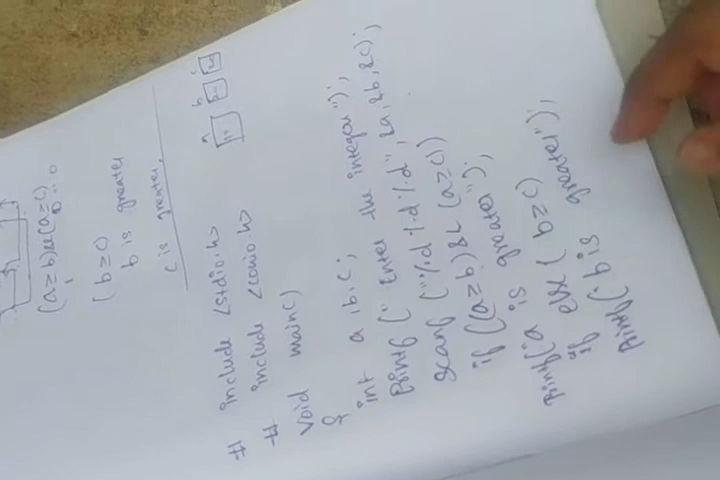 (a≥b)&&(a≥c)
(b≥c)
b is greater
c is greater.
a b c
# include <stdio.h>
# include <conio.h>
void main()
{
int a,b,c;
printf (" Enter the integer");
scanf ("%d %d %d", &a,&b,&c);
if ((a≥b)&& (a≥c))
printf("a is greater");
if else ( b≥c)
printf("b is greater");